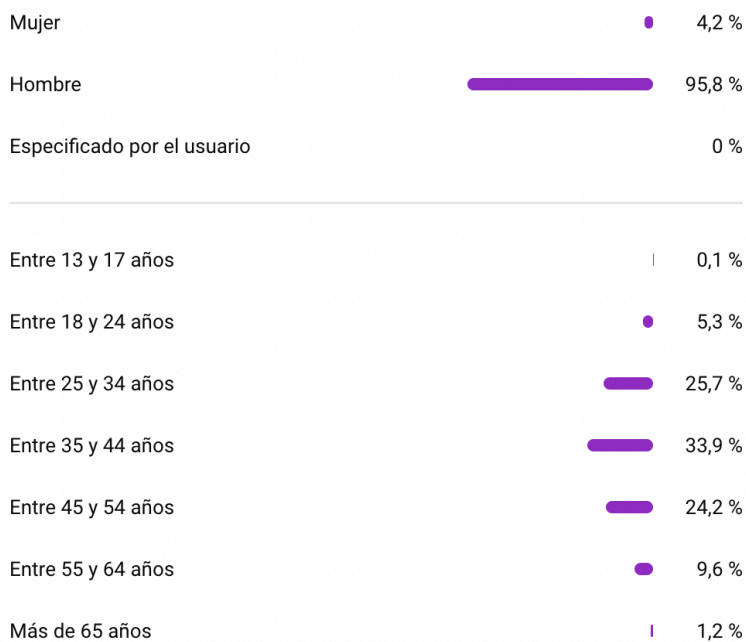 Mujer 4,2 %
Hombre 95,8 %
Especificado por el usuario 0 %
Entre 13 y 17 años 0,1 %
Entre 18 y 24 años 5,3 %
Entre 25 y 34 años 25,7 %
Entre 35 y 44 años 33,9 %
Entre 45 y 54 años 24,2 %
Entre 55 y 64 años 9,6 %
Más de 65 años 1,2 %